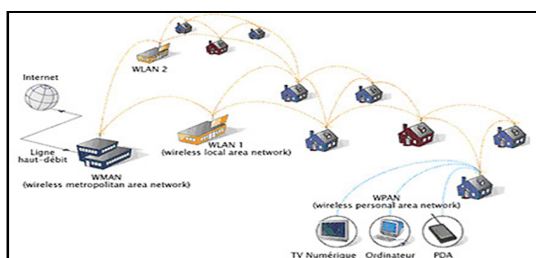 WLAN 2
Internet
Ligne
haut-débit
WLAN 1
(wireless local area network)
WMAN
(wireless metropolitan area network)
WPAN
(wireless personal area network)
TV Numérique Ordinateur PDA